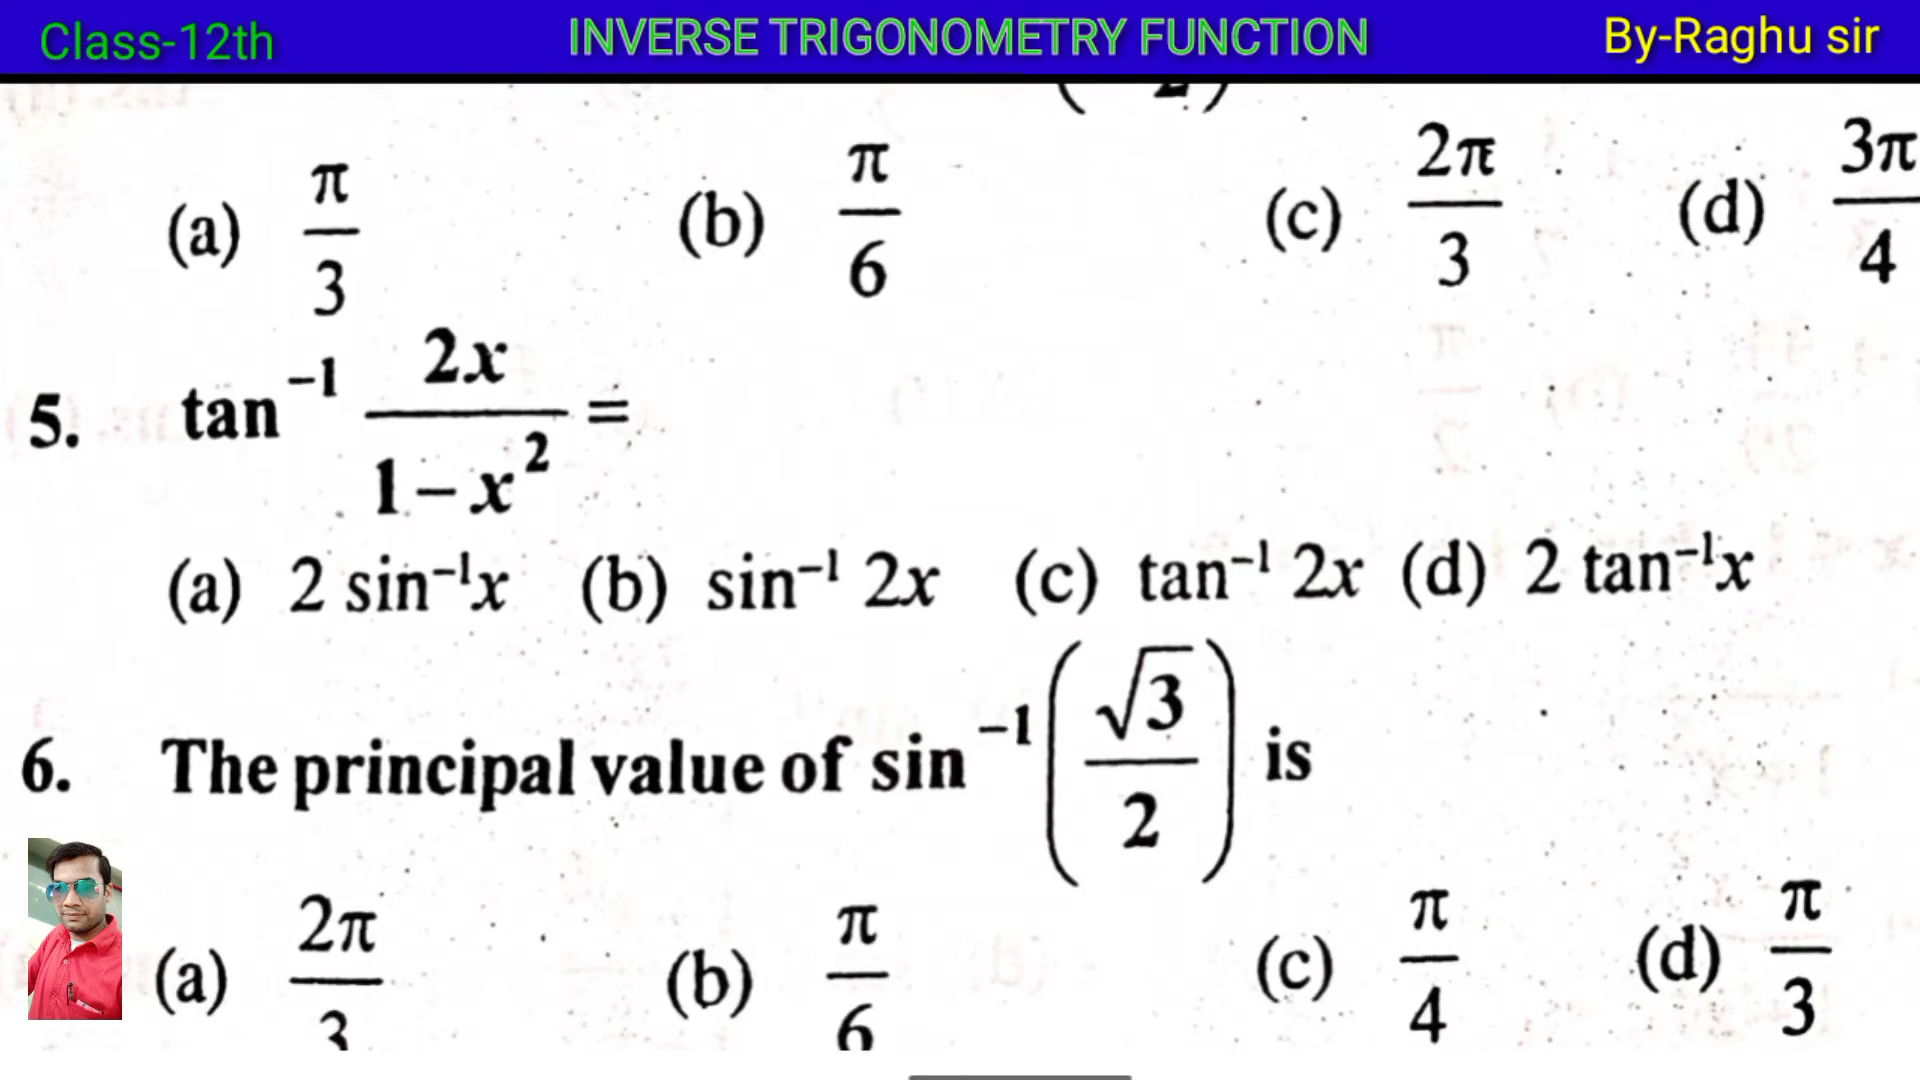 Class-12th INVERSE TRIGONOMETRY FUNCTION By-Raghu sir
(a) π/3 (b) π/6 (c) 2π/3 (d) 3π/4
5. tan⁻¹ 2x/(1 – x²) =
(a) 2 sin⁻¹x (b) sin⁻¹ 2x (c) tan⁻¹ 2x (d) 2 tan⁻¹x
6. The principal value of sin⁻¹(√3/2) is
(a) 2π/3 (b) π/6 (c) π/4 (d) π/3